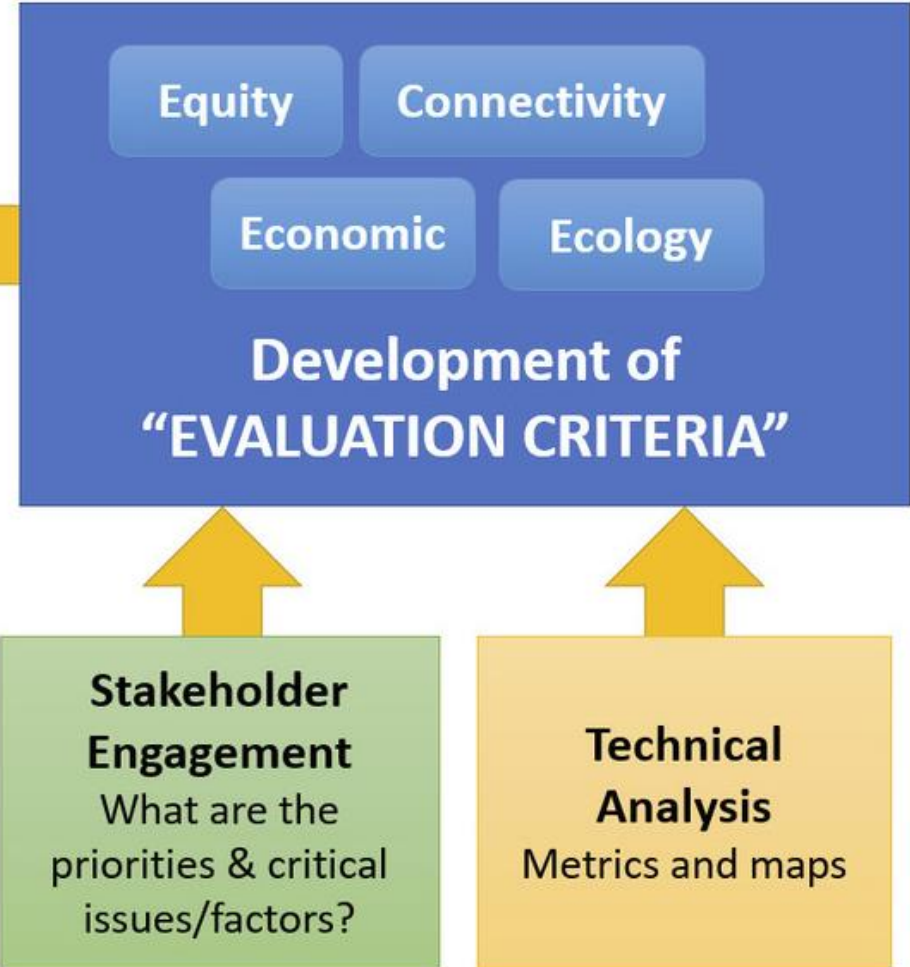 Equity Connectivity
Economic Ecology
Development of
“EVALUATION CRITERIA”
Stakeholder
Engagement
What are the
priorities & critical
issues/factors?
Technical
Analysis
Metrics and maps